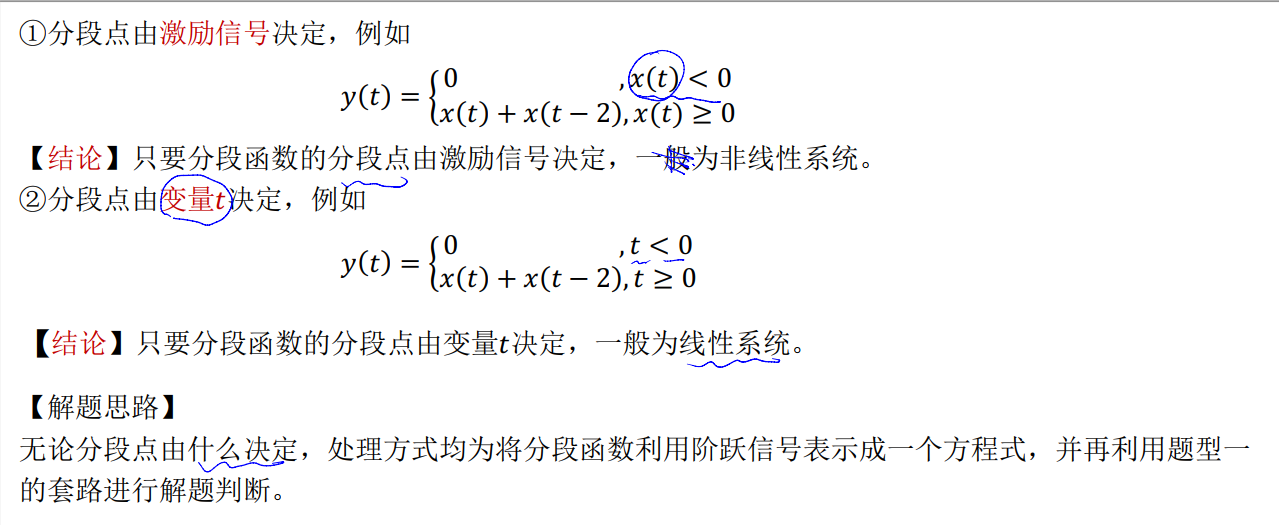 ①分段点由激励信号决定，例如
y(t) = {0 , x(t) < 0
x(t) + x(t − 2), x(t) ≥ 0
【结论】只要分段函数的分段点由激励信号决定，一般为非线性系统。
②分段点由变量t决定，例如
y(t) = {0 , t < 0
x(t) + x(t − 2), t ≥ 0
【结论】只要分段函数的分段点由变量t决定，一般为线性系统。
【解题思路】
无论分段点由什么决定，处理方式均为将分段函数利用阶跃信号表示成一个方程式，并再利用题型一
的套路进行解题判断。